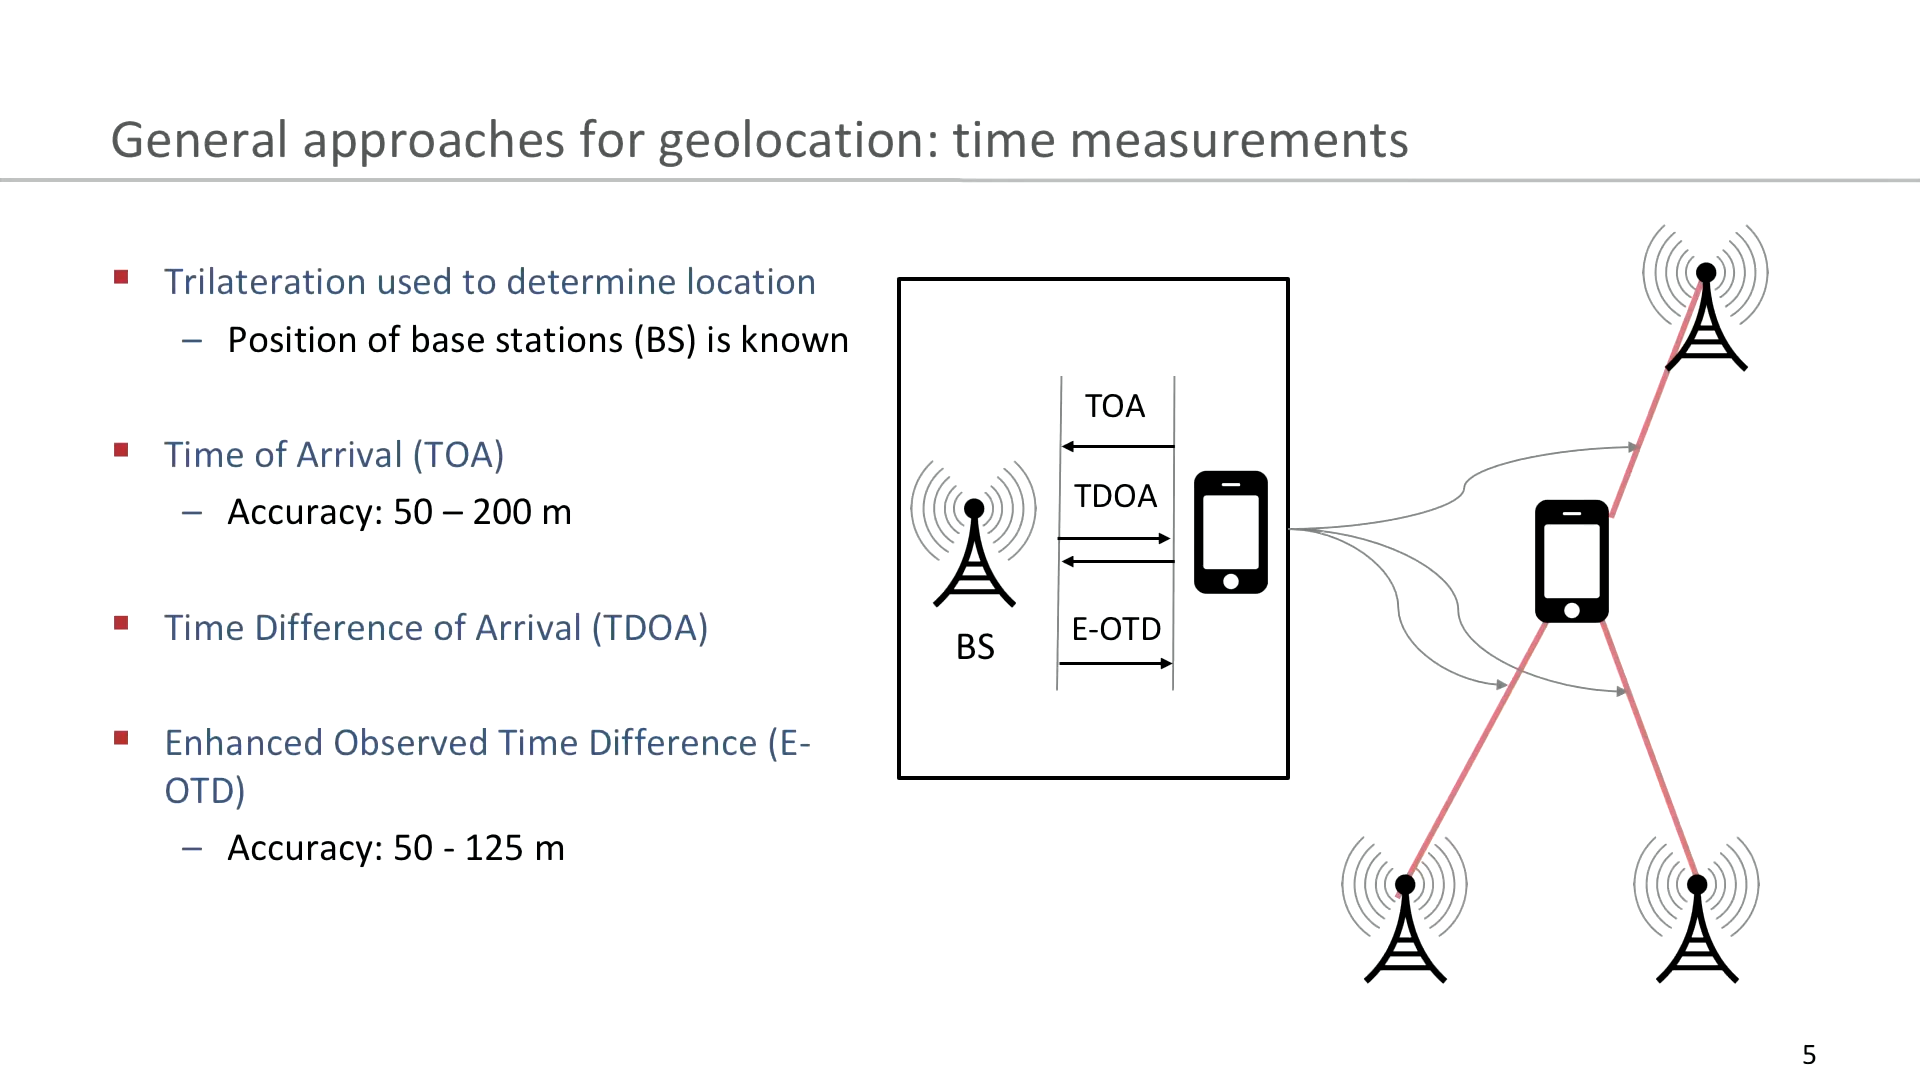 General approaches for geolocation: time measurements
▪ Trilateration used to determine location
– Position of base stations (BS) is known
▪ Time of Arrival (TOA)
– Accuracy: 50 – 200 m
▪ Time Difference of Arrival (TDOA)
▪ Enhanced Observed Time Difference (E-
OTD)
– Accuracy: 50 - 125 m
TOA
TDOA
E-OTD
BS
5